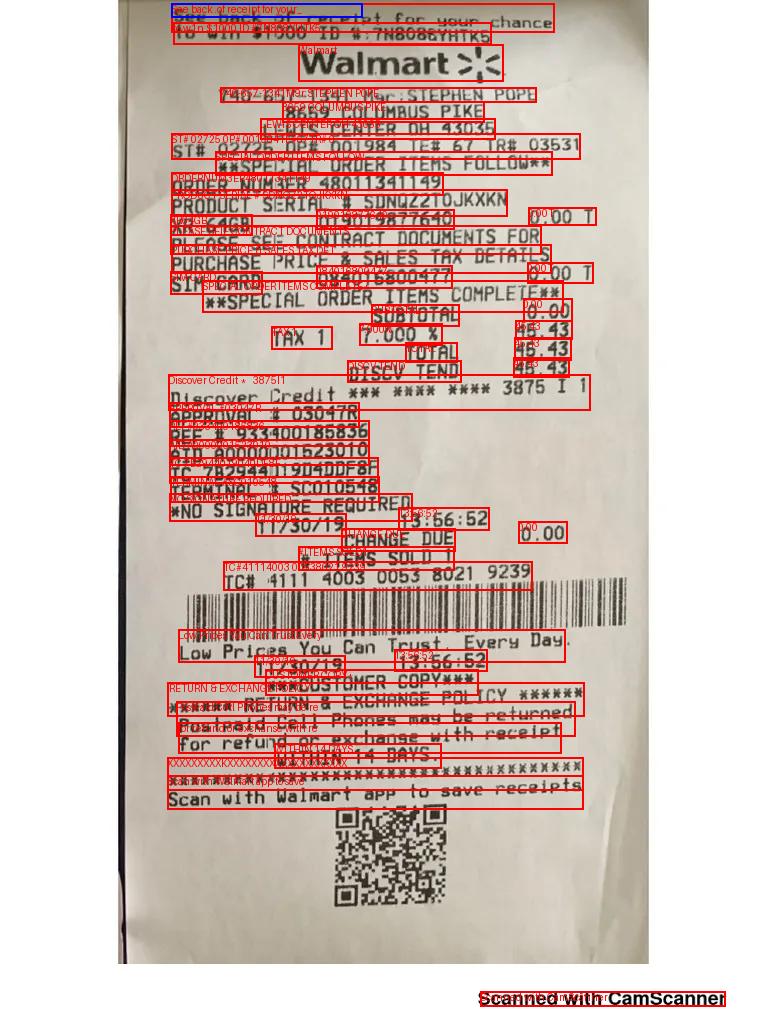 See back of receipt for your chance
To win $1000 ID #:7N8086YHTK5
Walmart
740-657-1341 Mgr:STEPHEN POPE
8659 COLUMBUS PIKE
LEWIS CENTER OH 43035
ST# 02725 OP# 001984 TE# 67 TR# 03531
**SPECIAL ORDER ITEMS FOLLOW**
ORDER NUMBER 48011341149
PRODUCT SERIAL # SDNQZ2TOJKXKN
64GB 019019877640 0.00 T
PLEASE SEE CONTRACT DOCUMENTS FOR
PURCHASE PRICE & SALES TAX DETAILS
SIM CARD 084016800477 0.00 T
**SPECIAL ORDER ITEMS COMPLETE**
SUBTOTAL 0.00
TAX 1 7.000 % 45.43
TOTAL 45.43
DISCV TEND 45.43
Discover Credit *** **** **** 3875 I 1
APPROVAL # 03047R
REF # 933400185836
AID A0000001523010
TC 7A2944019D4DDF8F
TERMINAL # SC010548
*NO SIGNATURE REQUIRED
11/30/19 13:56:52
CHANGE DUE 0.00
# ITEMS SOLD 1
TC# 4111 4003 0053 8021 9239
Low Prices You Can Trust. Every Day.
11/30/19 13:56:52
***CUSTOMER COPY***
****** RETURN & EXCHANGE POLICY ******
Postpaid Cell Phones may be returned
for refund or exchange with receipt
WITHIN 14 DAYS.
**************************************
Scan with Walmart app to save receipts
Scanned with CamScanner